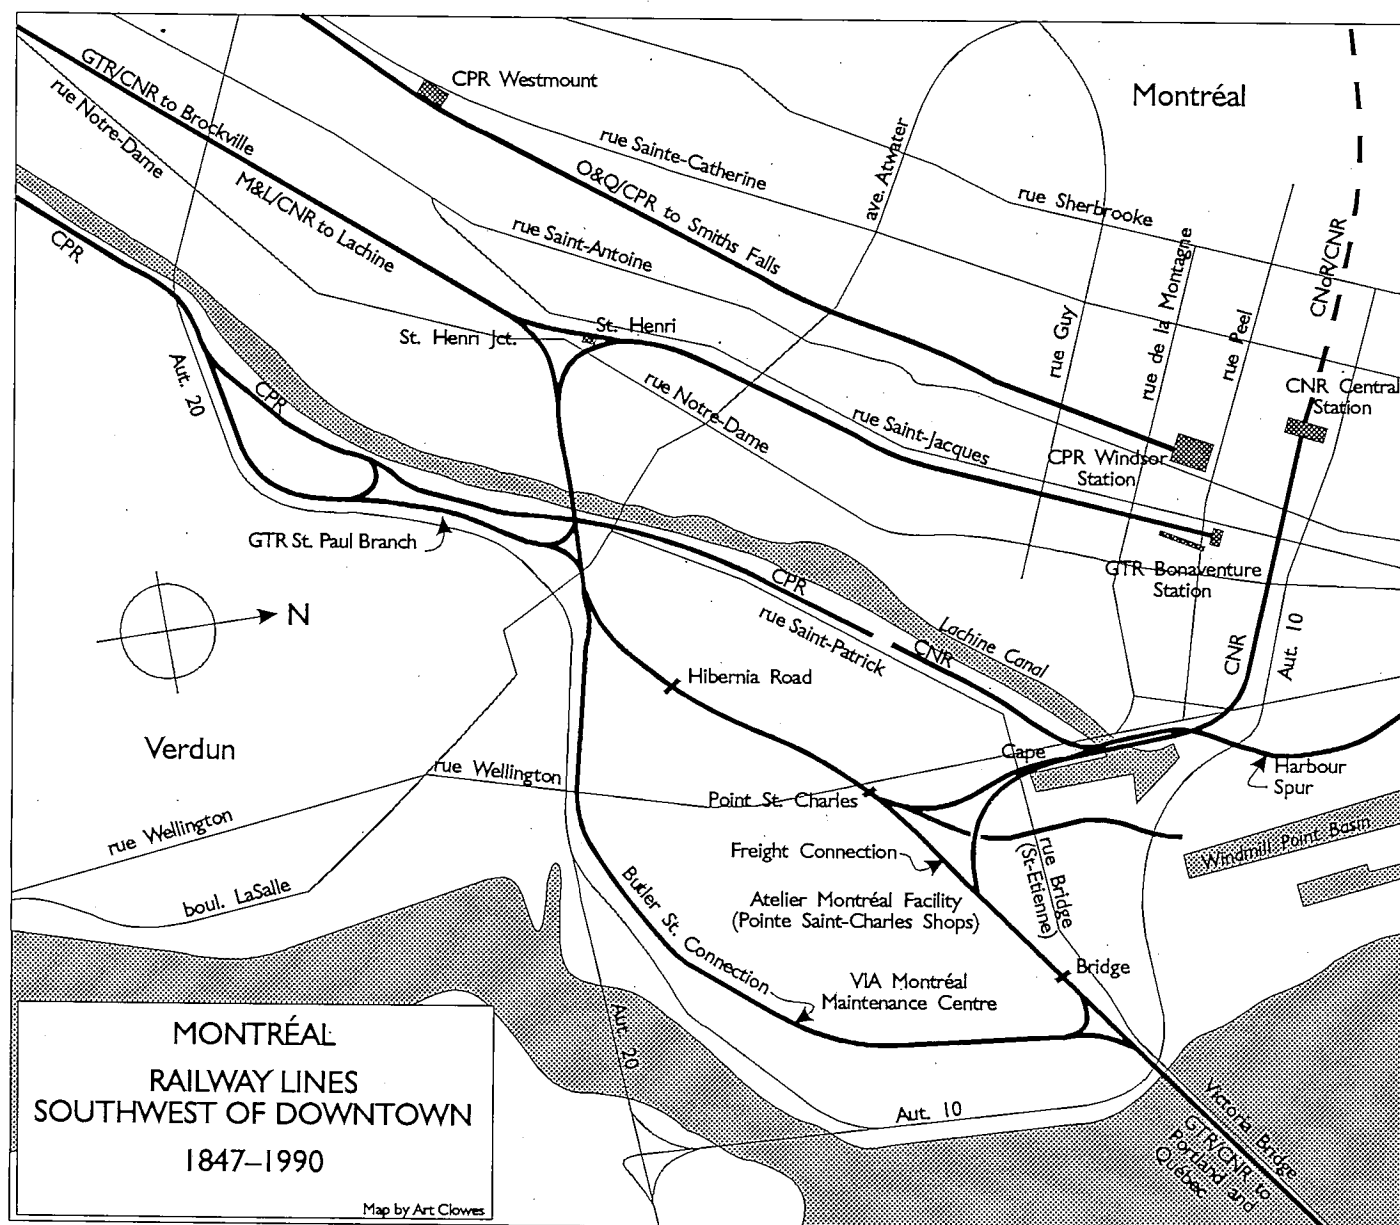 Montréal
CPR Westmount
GTR/CNR to Brockville
rue Notre-Dame
rue Sainte-Catherine
ave. Atwater
O&Q/CPR to Smiths Falls
M&L/CNR to Lachine
rue Sherbrooke
rue Saint-Antoine
CPR
rue de la Montagne
CNoR/CNR
rue Guy
rue Peel
St. Henri
St. Henri Jct.
Aut. 20
CPR
rue Notre-Dame
rue Saint-Jacques
CNR Central
Station
CPR Windsor
Station
GTR St. Paul Branch
GTR Bonaventure
Station
CPR
N
rue Saint-Patrick
CNR
Lachine Canal
CNR
Aut. 10
Hibernia Road
Verdun
Cape
rue Wellington
Harbour
Spur
Point St. Charles
rue Wellington
Windmill Point Basin
Freight Connection
rue Bridge
(St-Etienne)
boul. LaSalle
Butler St. Connection
Atelier Montréal Facility
(Pointe Saint-Charles Shops)
Bridge
VIA Montréal
Maintenance Centre
Aut. 20
Aut. 10
Victoria Bridge
GTR/CNR to
Portland and
Québec
MONTRÉAL
RAILWAY LINES
SOUTHWEST OF DOWNTOWN
1847–1990
Map by Art Clowes